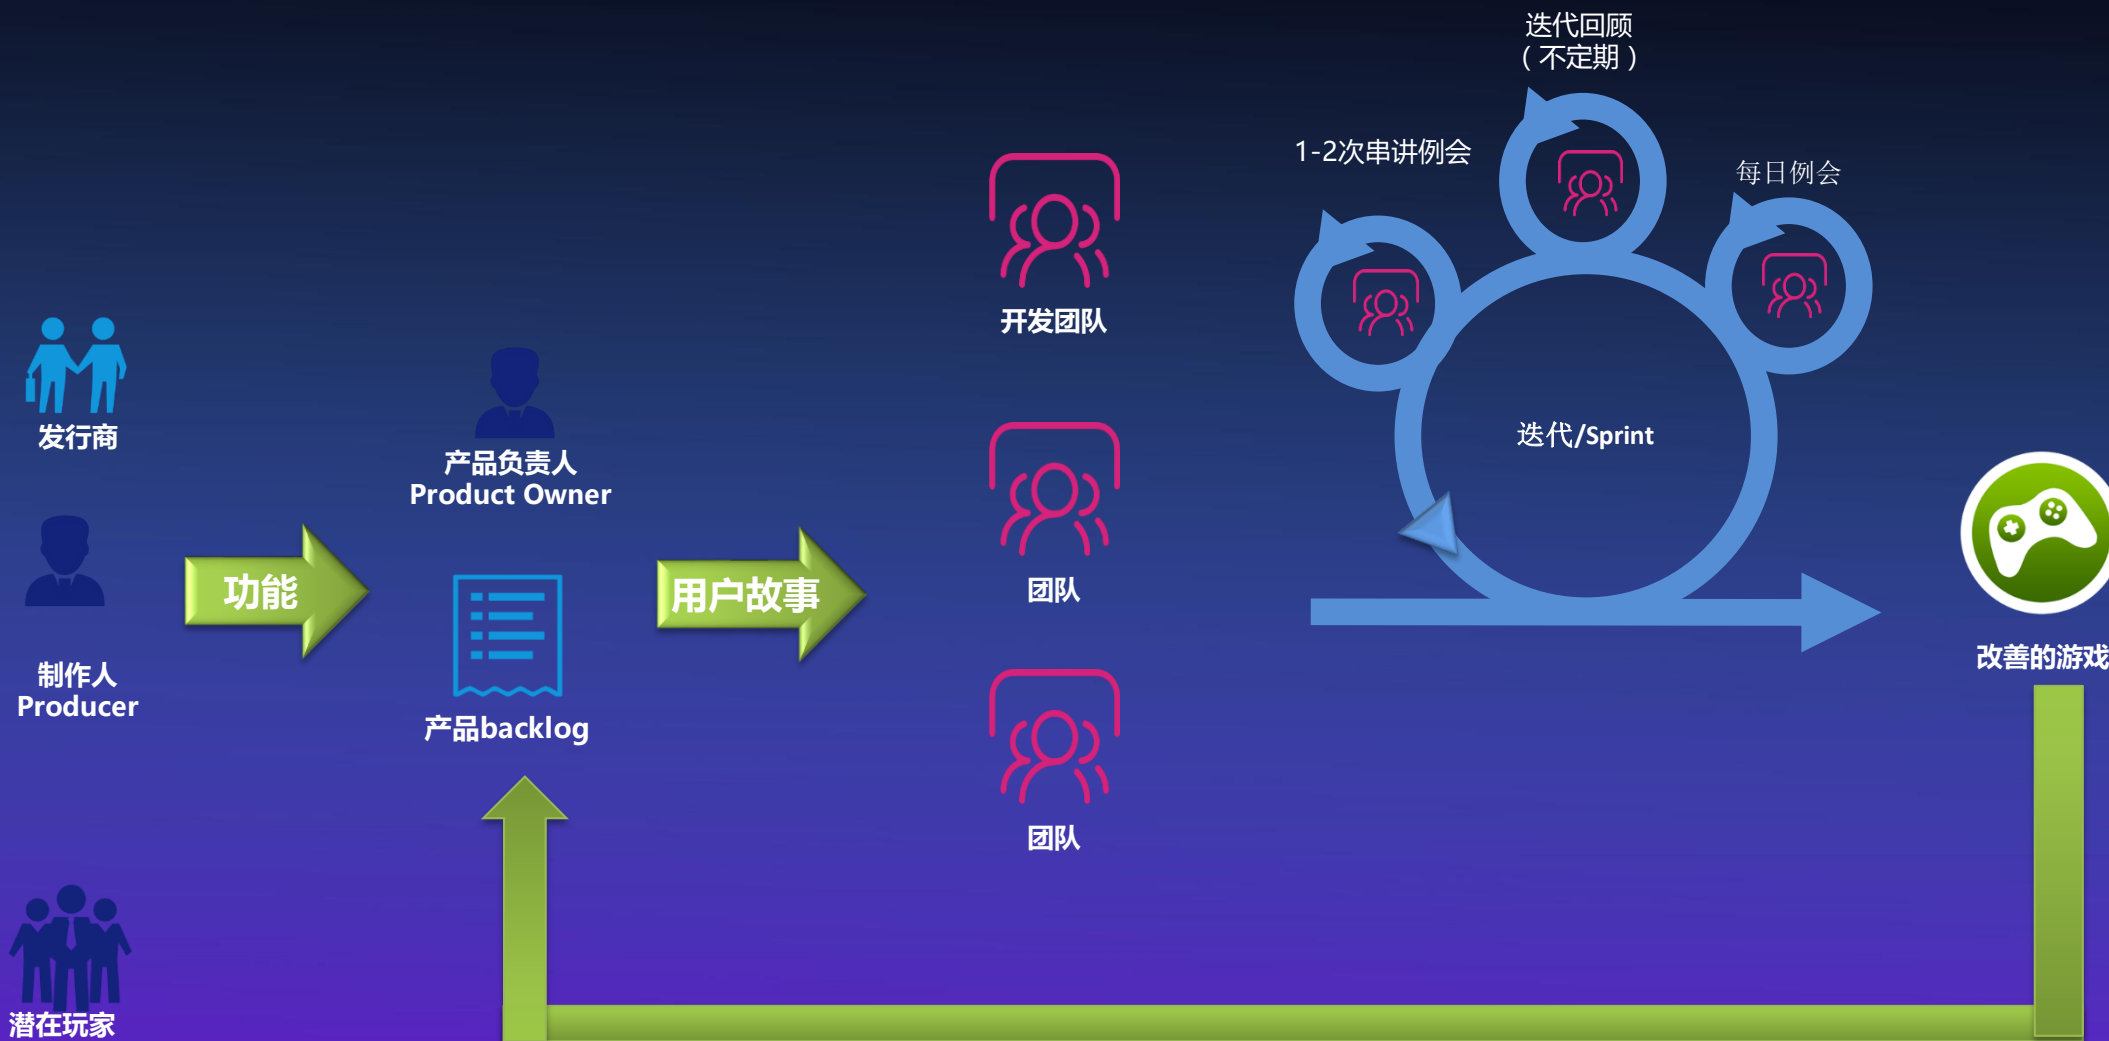 迭代回顾
（不定期）
1-2次串讲例会
每日例会
迭代/Sprint
发行商
制作人
Producer
潜在玩家
功能
产品负责人
Product Owner
产品backlog
用户故事
开发团队
团队
团队
改善的游戏